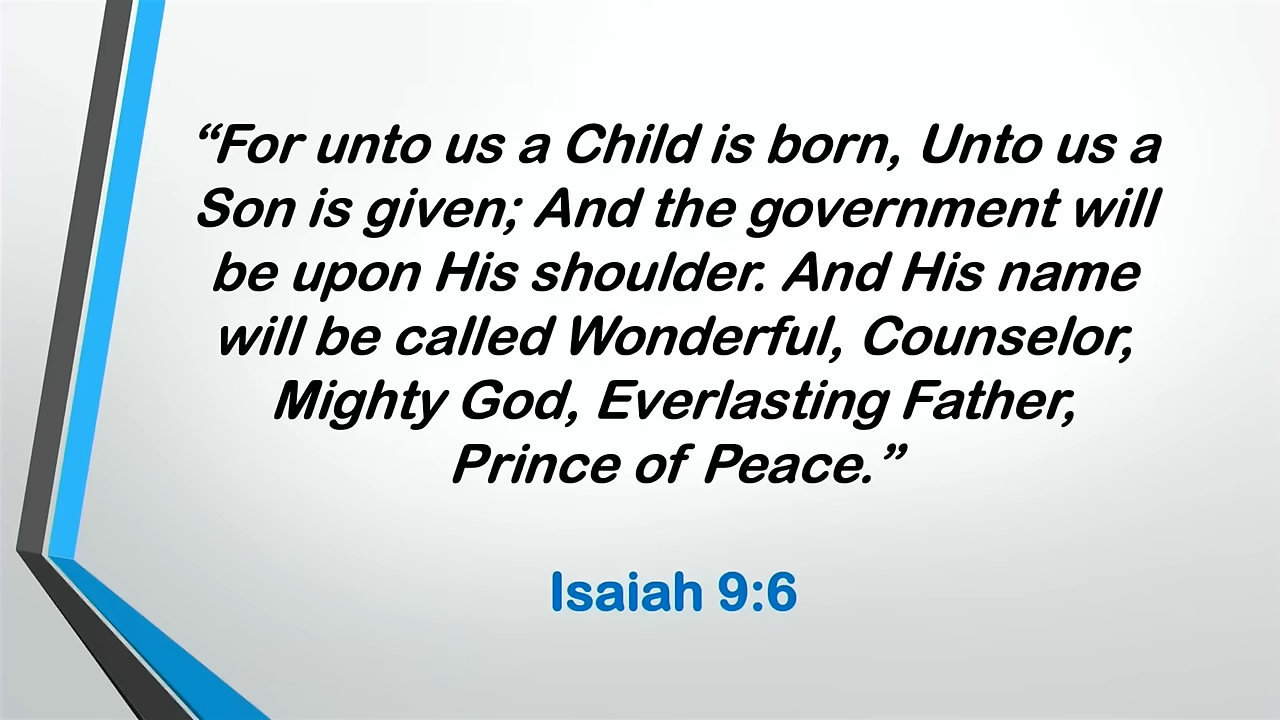 “For unto us a Child is born, Unto us a
Son is given; And the government will
be upon His shoulder. And His name
will be called Wonderful, Counselor,
Mighty God, Everlasting Father,
Prince of Peace.”
Isaiah 9:6